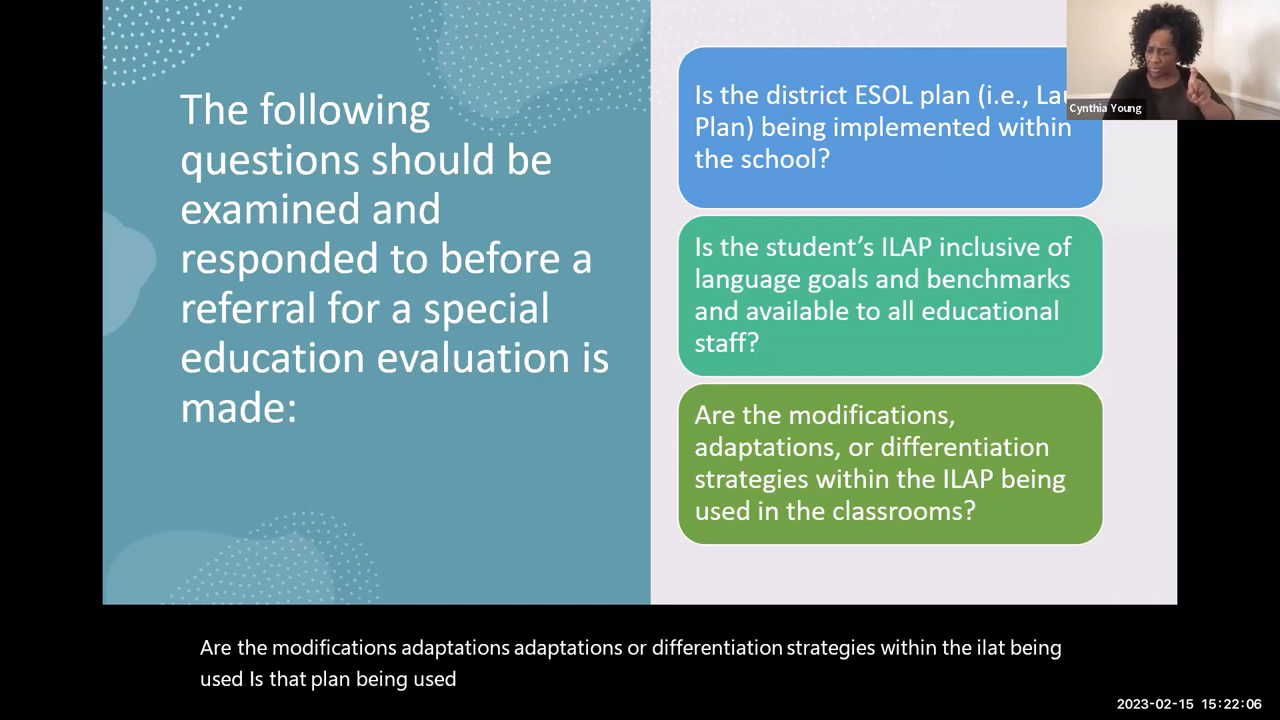 The following
questions should be
examined and
responded to before a
referral for a special
education evaluation is
made:
Is the district ESOL plan (i.e.,
Plan) being implemented within
the school?
Is the student's ILAP inclusive of
language goals and benchmarks
and available to all educational
staff?
Are the modifications,
adaptations, or differentiation
strategies within the ILAP being
used in the classrooms?
Cynthia Young
Are the modifications adaptations adaptations or differentiation strategies within the ilat being
used Is that plan being used
2023-02-15 15:22:06